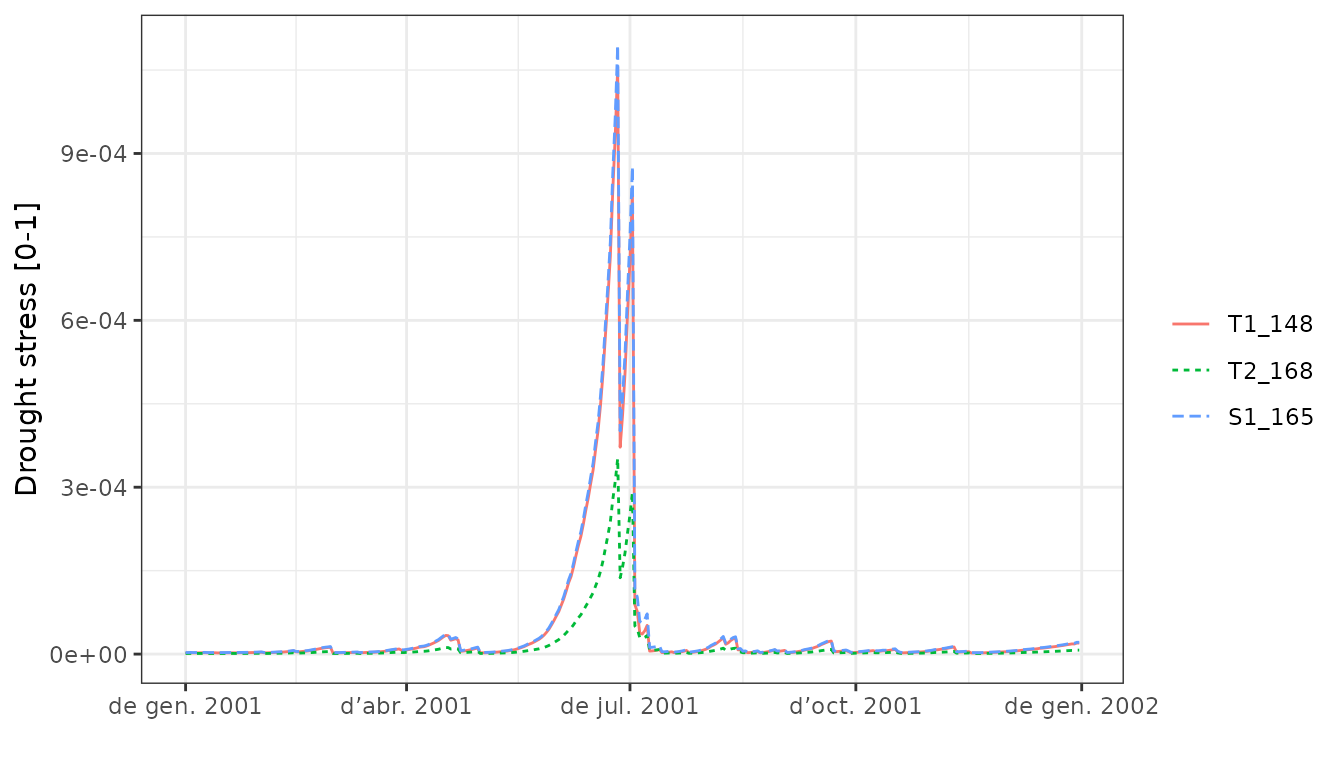 Drought stress [0-1]
9e-04
6e-04
3e-04
0e+00
de gen. 2001
d’abr. 2001
de jul. 2001
d’oct. 2001
de gen. 2002
T1_148
T2_168
S1_165